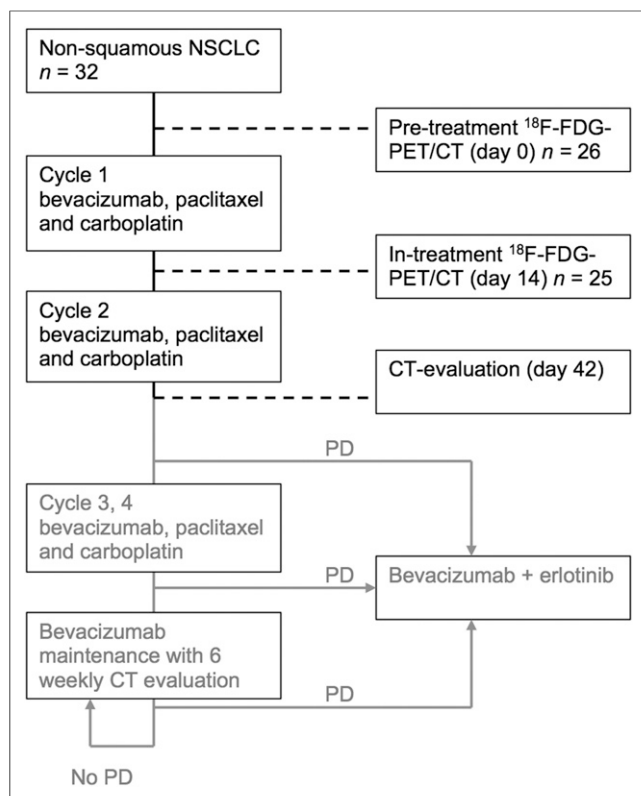 Non-squamous NSCLC
n = 32
Pre-treatment ¹⁸F-FDG-
PET/CT (day 0) n = 26
Cycle 1
bevacizumab, paclitaxel
and carboplatin
In-treatment ¹⁸F-FDG-
PET/CT (day 14) n = 25
Cycle 2
bevacizumab, paclitaxel
and carboplatin
CT-evaluation (day 42)
PD
Cycle 3, 4
bevacizumab, paclitaxel
and carboplatin
PD
Bevacizumab + erlotinib
Bevacizumab
maintenance with 6
weekly CT evaluation
PD
No PD